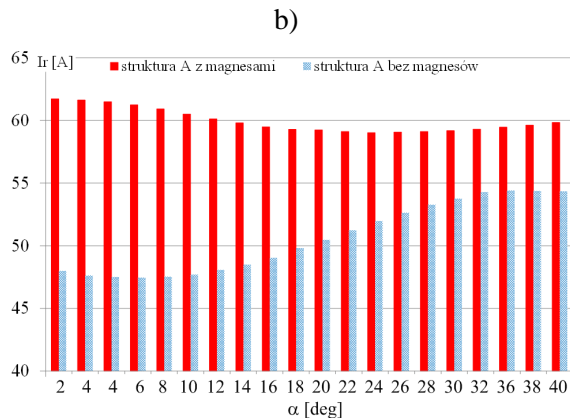 b)
Ir [A]
struktura A z magnesami
struktura A bez magnesów
65
60
55
50
45
40
2 4 4 6 8 10 12 14 16 18 20 22 24 26 28 30 32 36 38 40
α [deg]